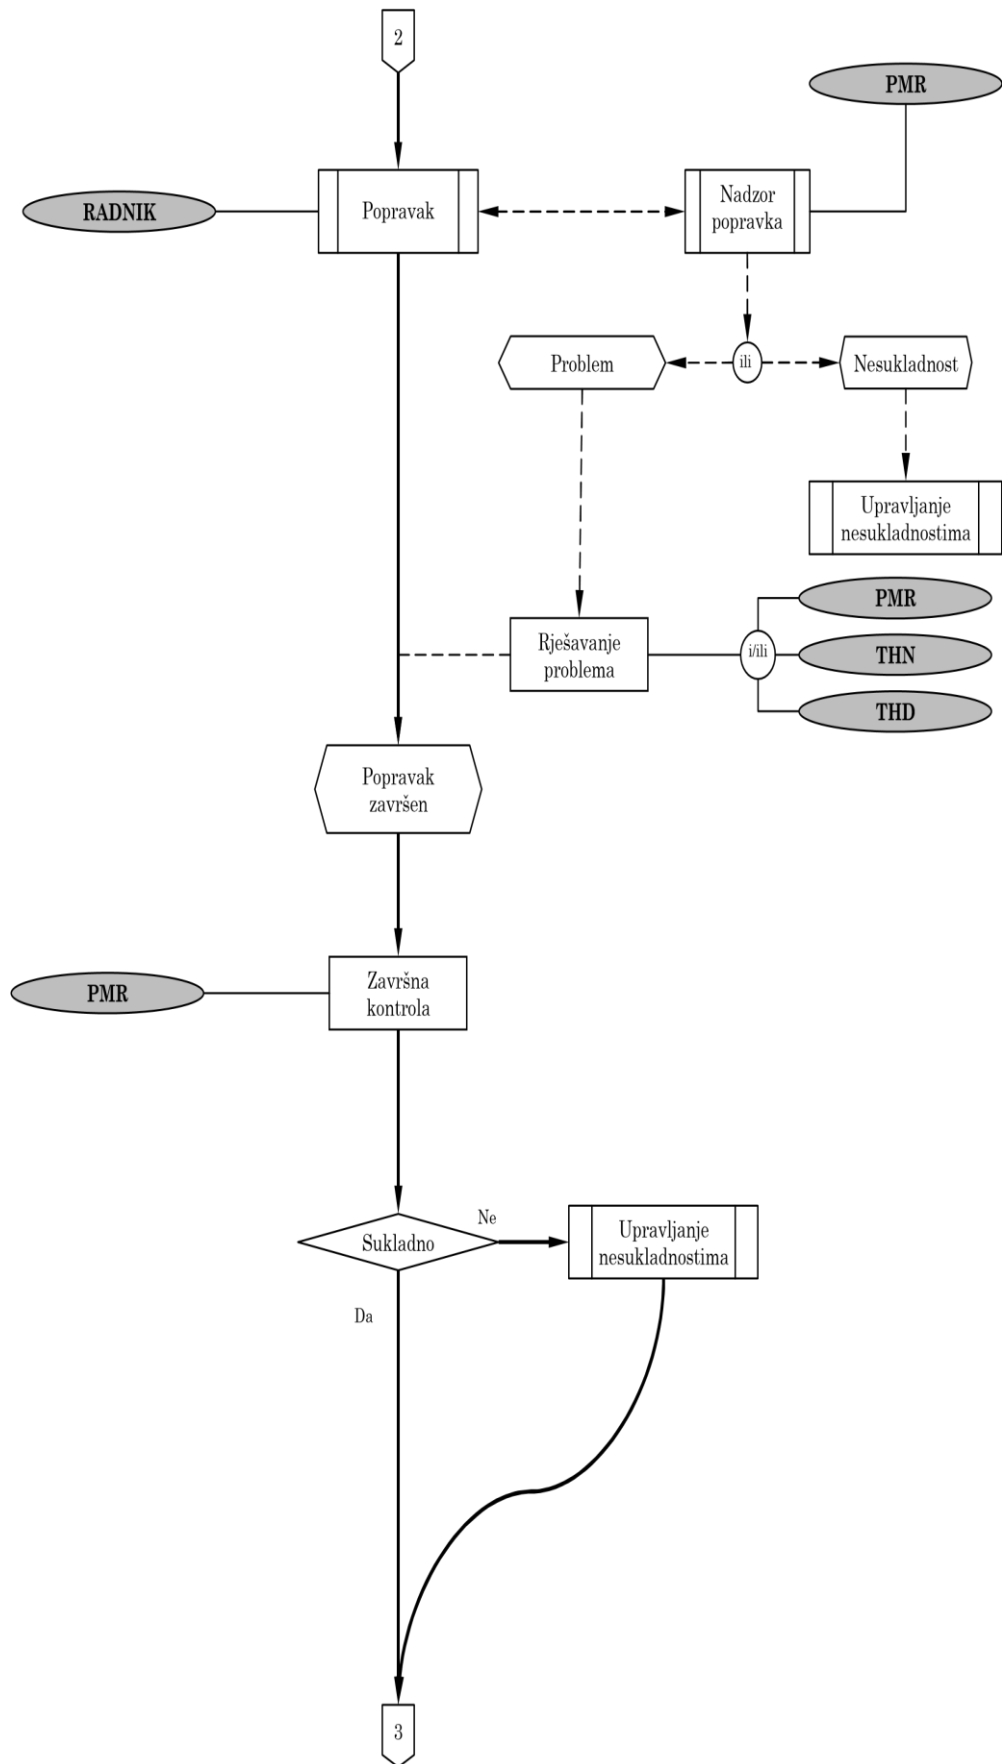 2
PMR
RADNIK
Popravak
Nadzor
popravka
Problem
ili
Nesukladnost
Upravljanje
nesukladnostima
PMR
Rješavanje
problema
i/ili
THN
THD
Popravak
završen
PMR
Završna
kontrola
Ne
Sukladno
Upravljanje
nesukladnostima
Da
3